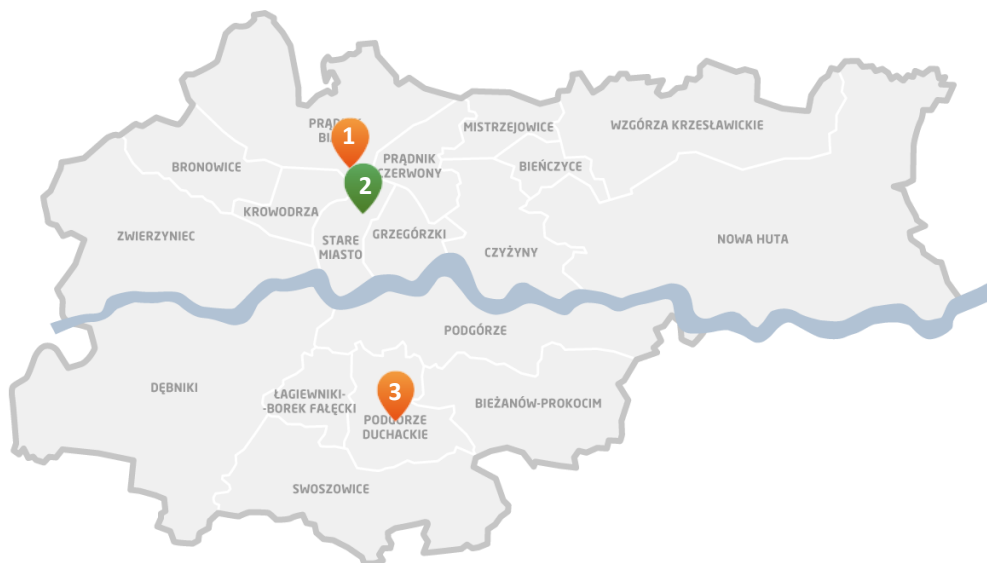 PRĄDNIK
1
MISTRZEJOWICE
WZGÓRZA KRZESŁAWICKIE
BRONOWICE
PRĄDNIK
CZERWONY
BIEŃCZYCE
2
KROWODRZA
ZWIERZYNIEC
STARE
MIASTO
GRZEGÓRZKI
CZYŻYNY
NOWA HUTA
PODGÓRZE
DĘBNIKI
ŁAGIEWNIKI-
-BOREK FAŁĘCKI
3
BIEŻANÓW-PROKOCIM
PODGÓRZE
DUCHACKIE
SWOSZOWICE